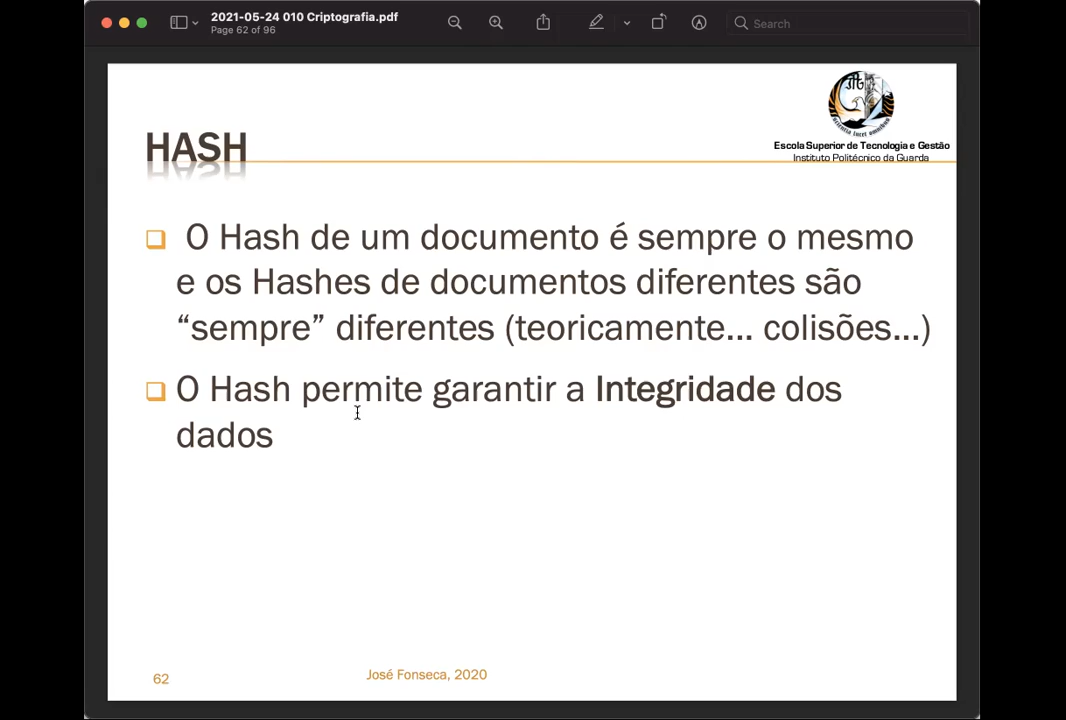 2021-05-24 010 Criptografia.pdf
Page 62 of 96
Search
Escola Superior de Tecnologia e Gestão
Instituto Politécnico da Guarda
HASH
O Hash de um documento é sempre o mesmo
e os Hashes de documentos diferentes são
“sempre” diferentes (teoricamente... colisões...)
O Hash permite garantir a Integridade dos
dados
62
José Fonseca, 2020